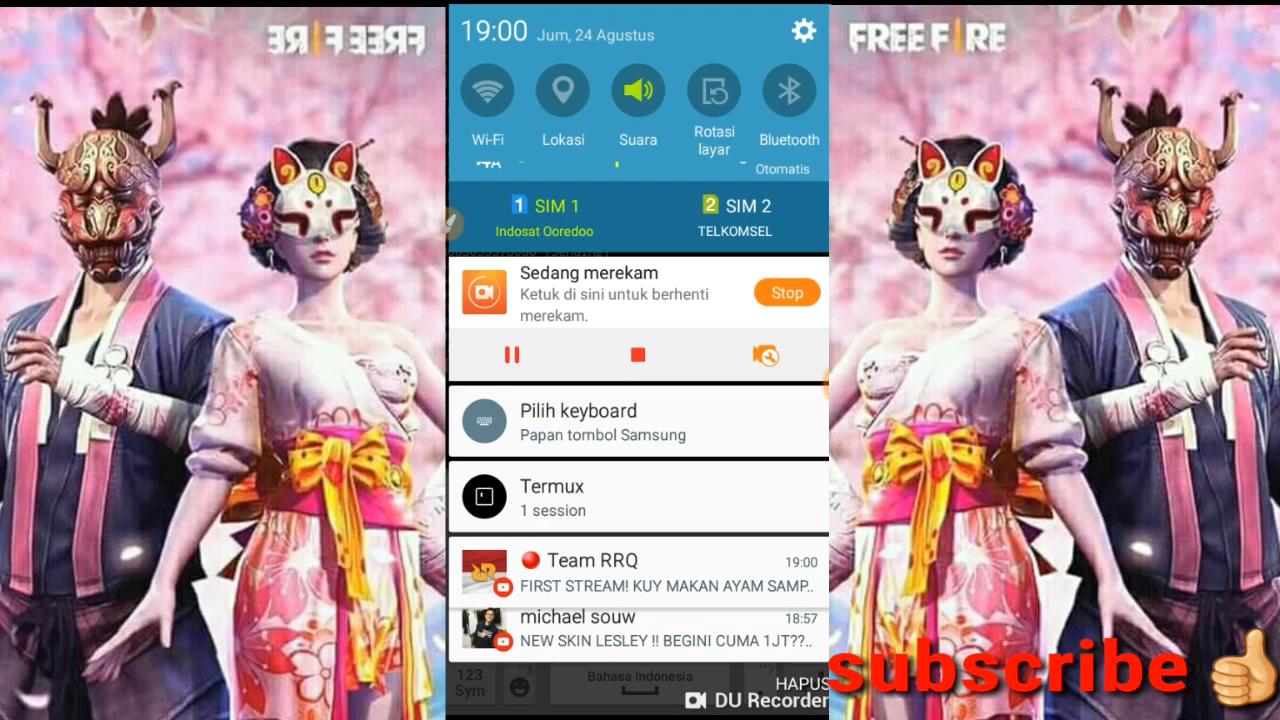 FREE FIRE
19:00 Jum, 24 Agustus
FREE FIRE
Wi-Fi
Lokasi
Suara
Rotasi
layar
Bluetooth
Otomatis
1 SIM 1
Indosat Ooredoo
2 SIM 2
TELKOMSEL
Sedang merekam
Ketuk di sini untuk berhenti
merekam.
Stop
Pilih keyboard
Papan tombol Samsung
Termux
1 session
Team RRQ 19:00
FIRST STREAM! KUY MAKAN AYAM SAMP..
michael souw 18:57
NEW SKIN LESLEY !! BEGINI CUMA 1JT??..
123
Sym
Bahasa Indonesia
HAPUS
DU Recorder
subscribe